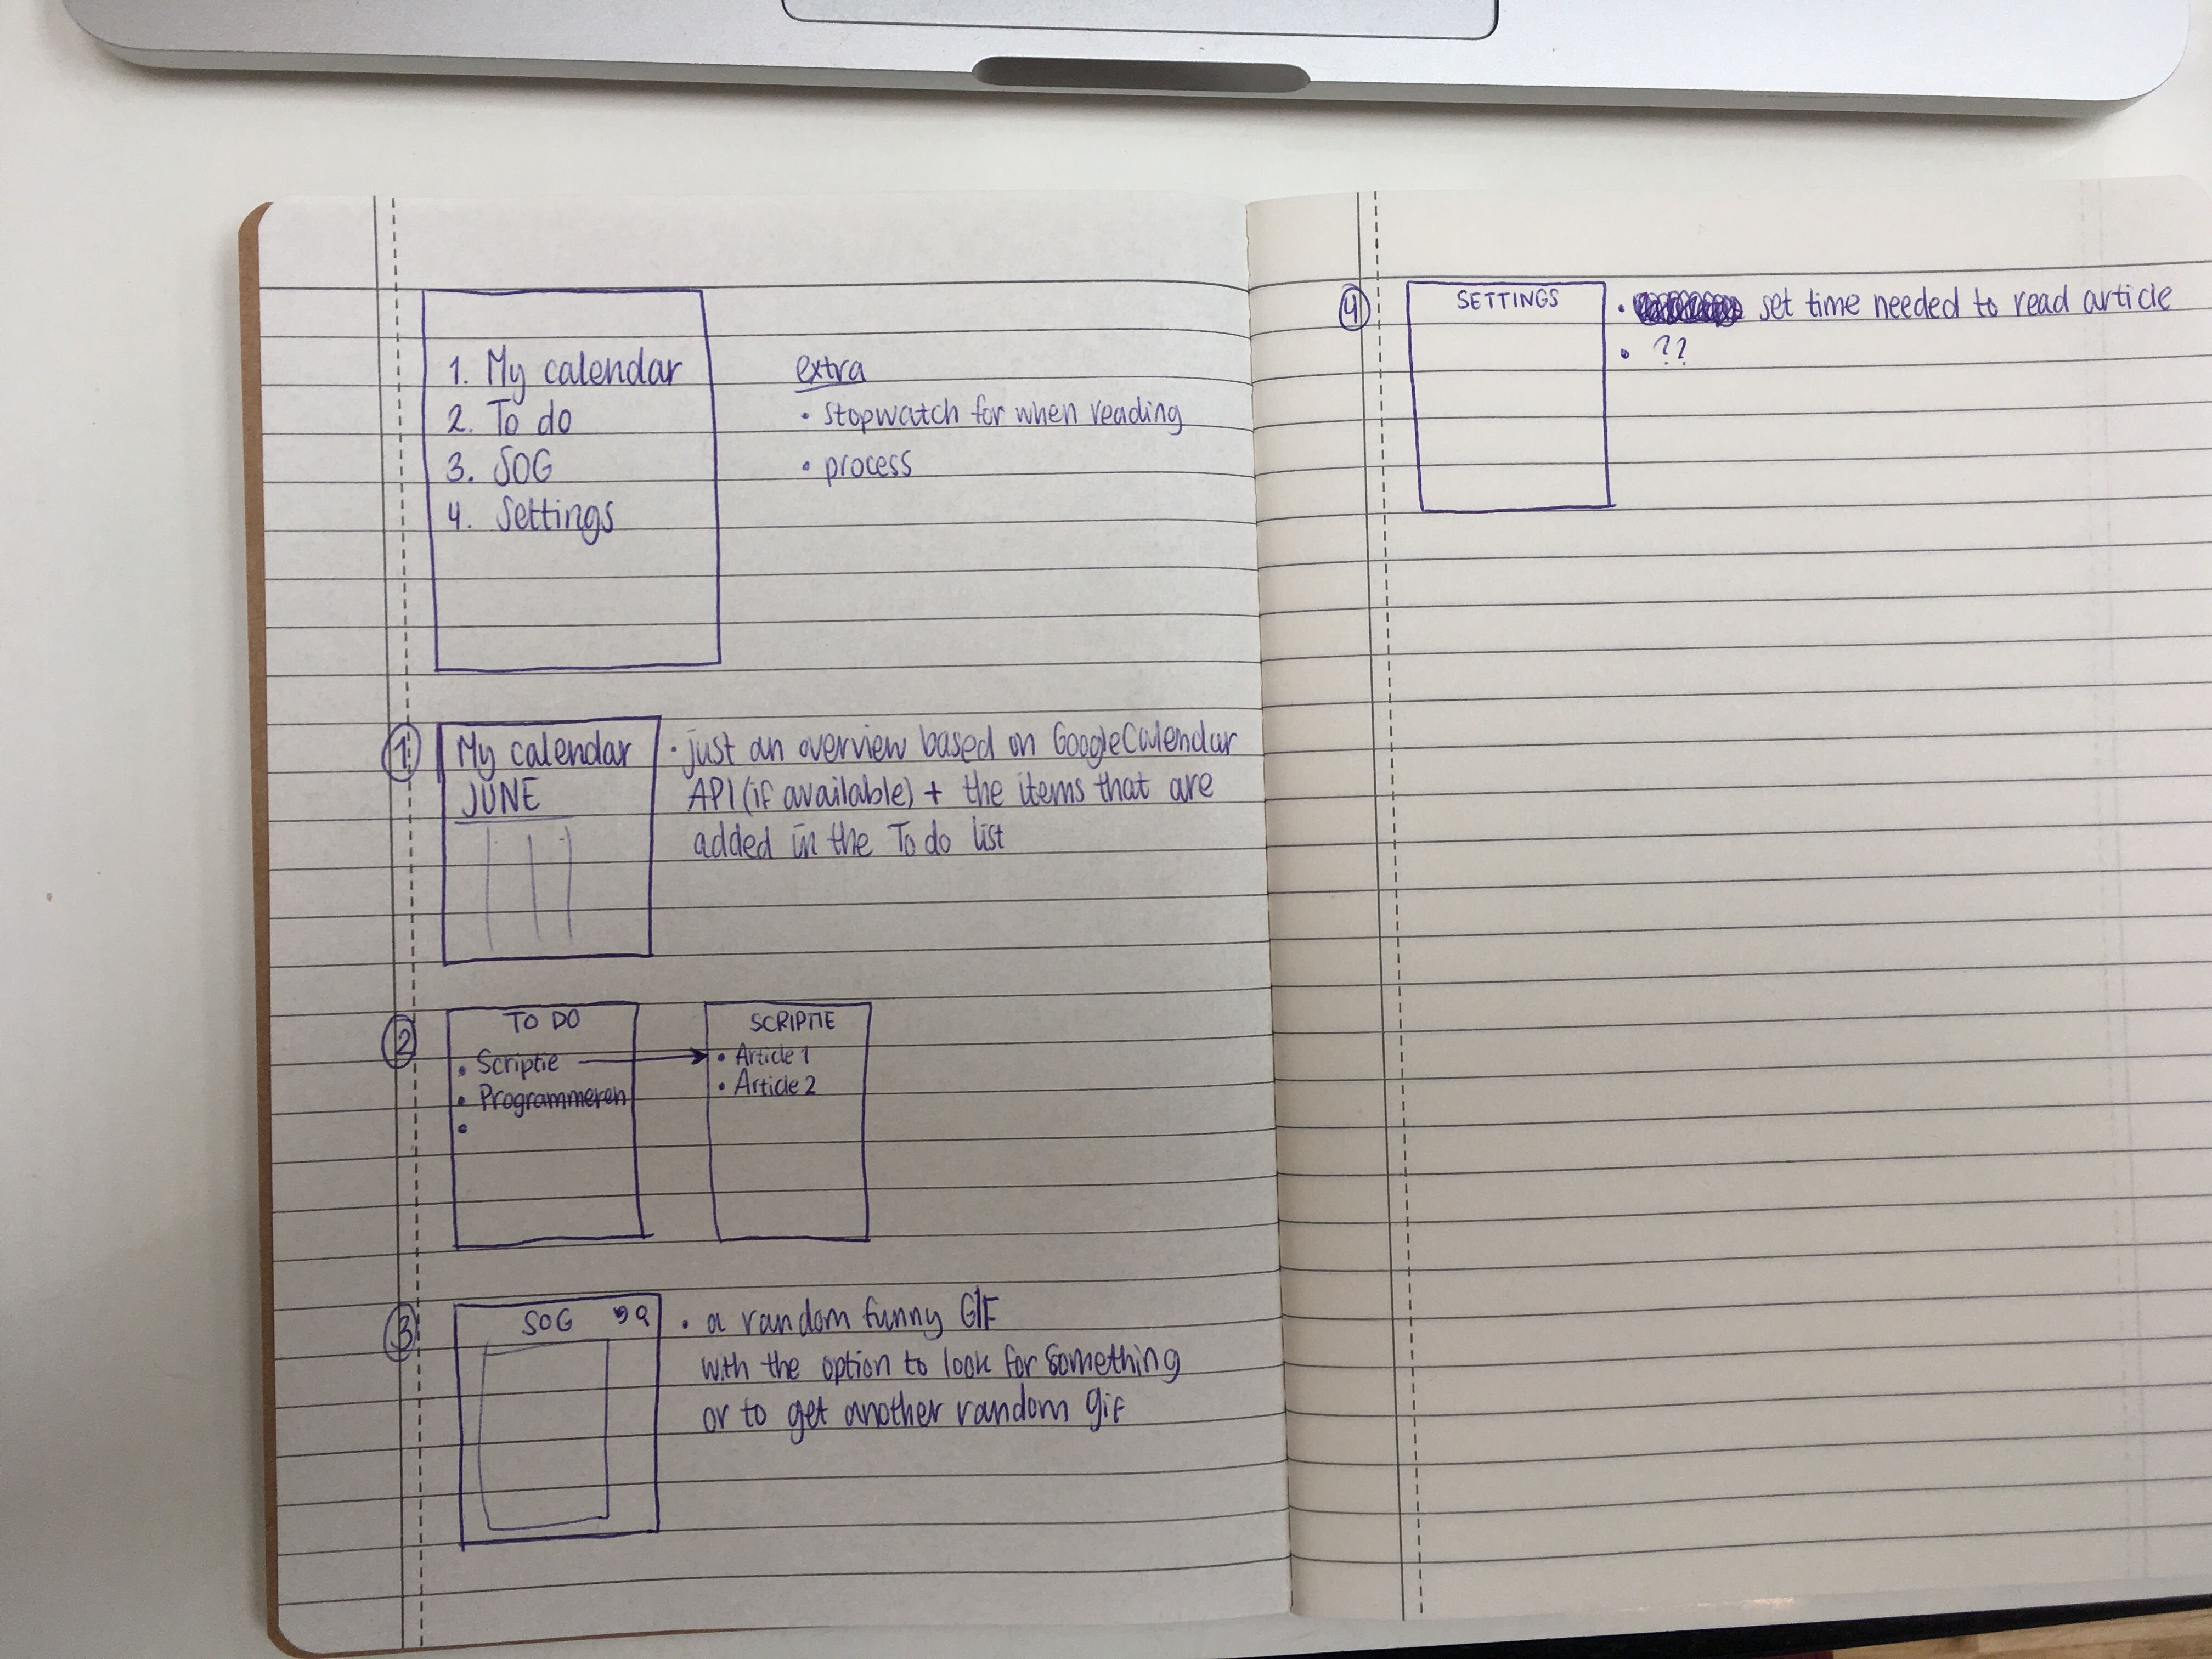 1. My calendar
2. To do
3. SOG
4. Settings
extra
• stopwatch for when reading
• process
1
My calendar
JUNE
• just an overview based on GoogleCalendar
API (if available) + the items that are
added in the To do list
2
TO DO
• Scriptie
• Programmeren
•
SCRIPTIE
• Article 1
• Article 2
3
SOG
• a random funny GIF
with the option to look for something
or to get another random gif
4
SETTINGS
• set time needed to read article
• ??